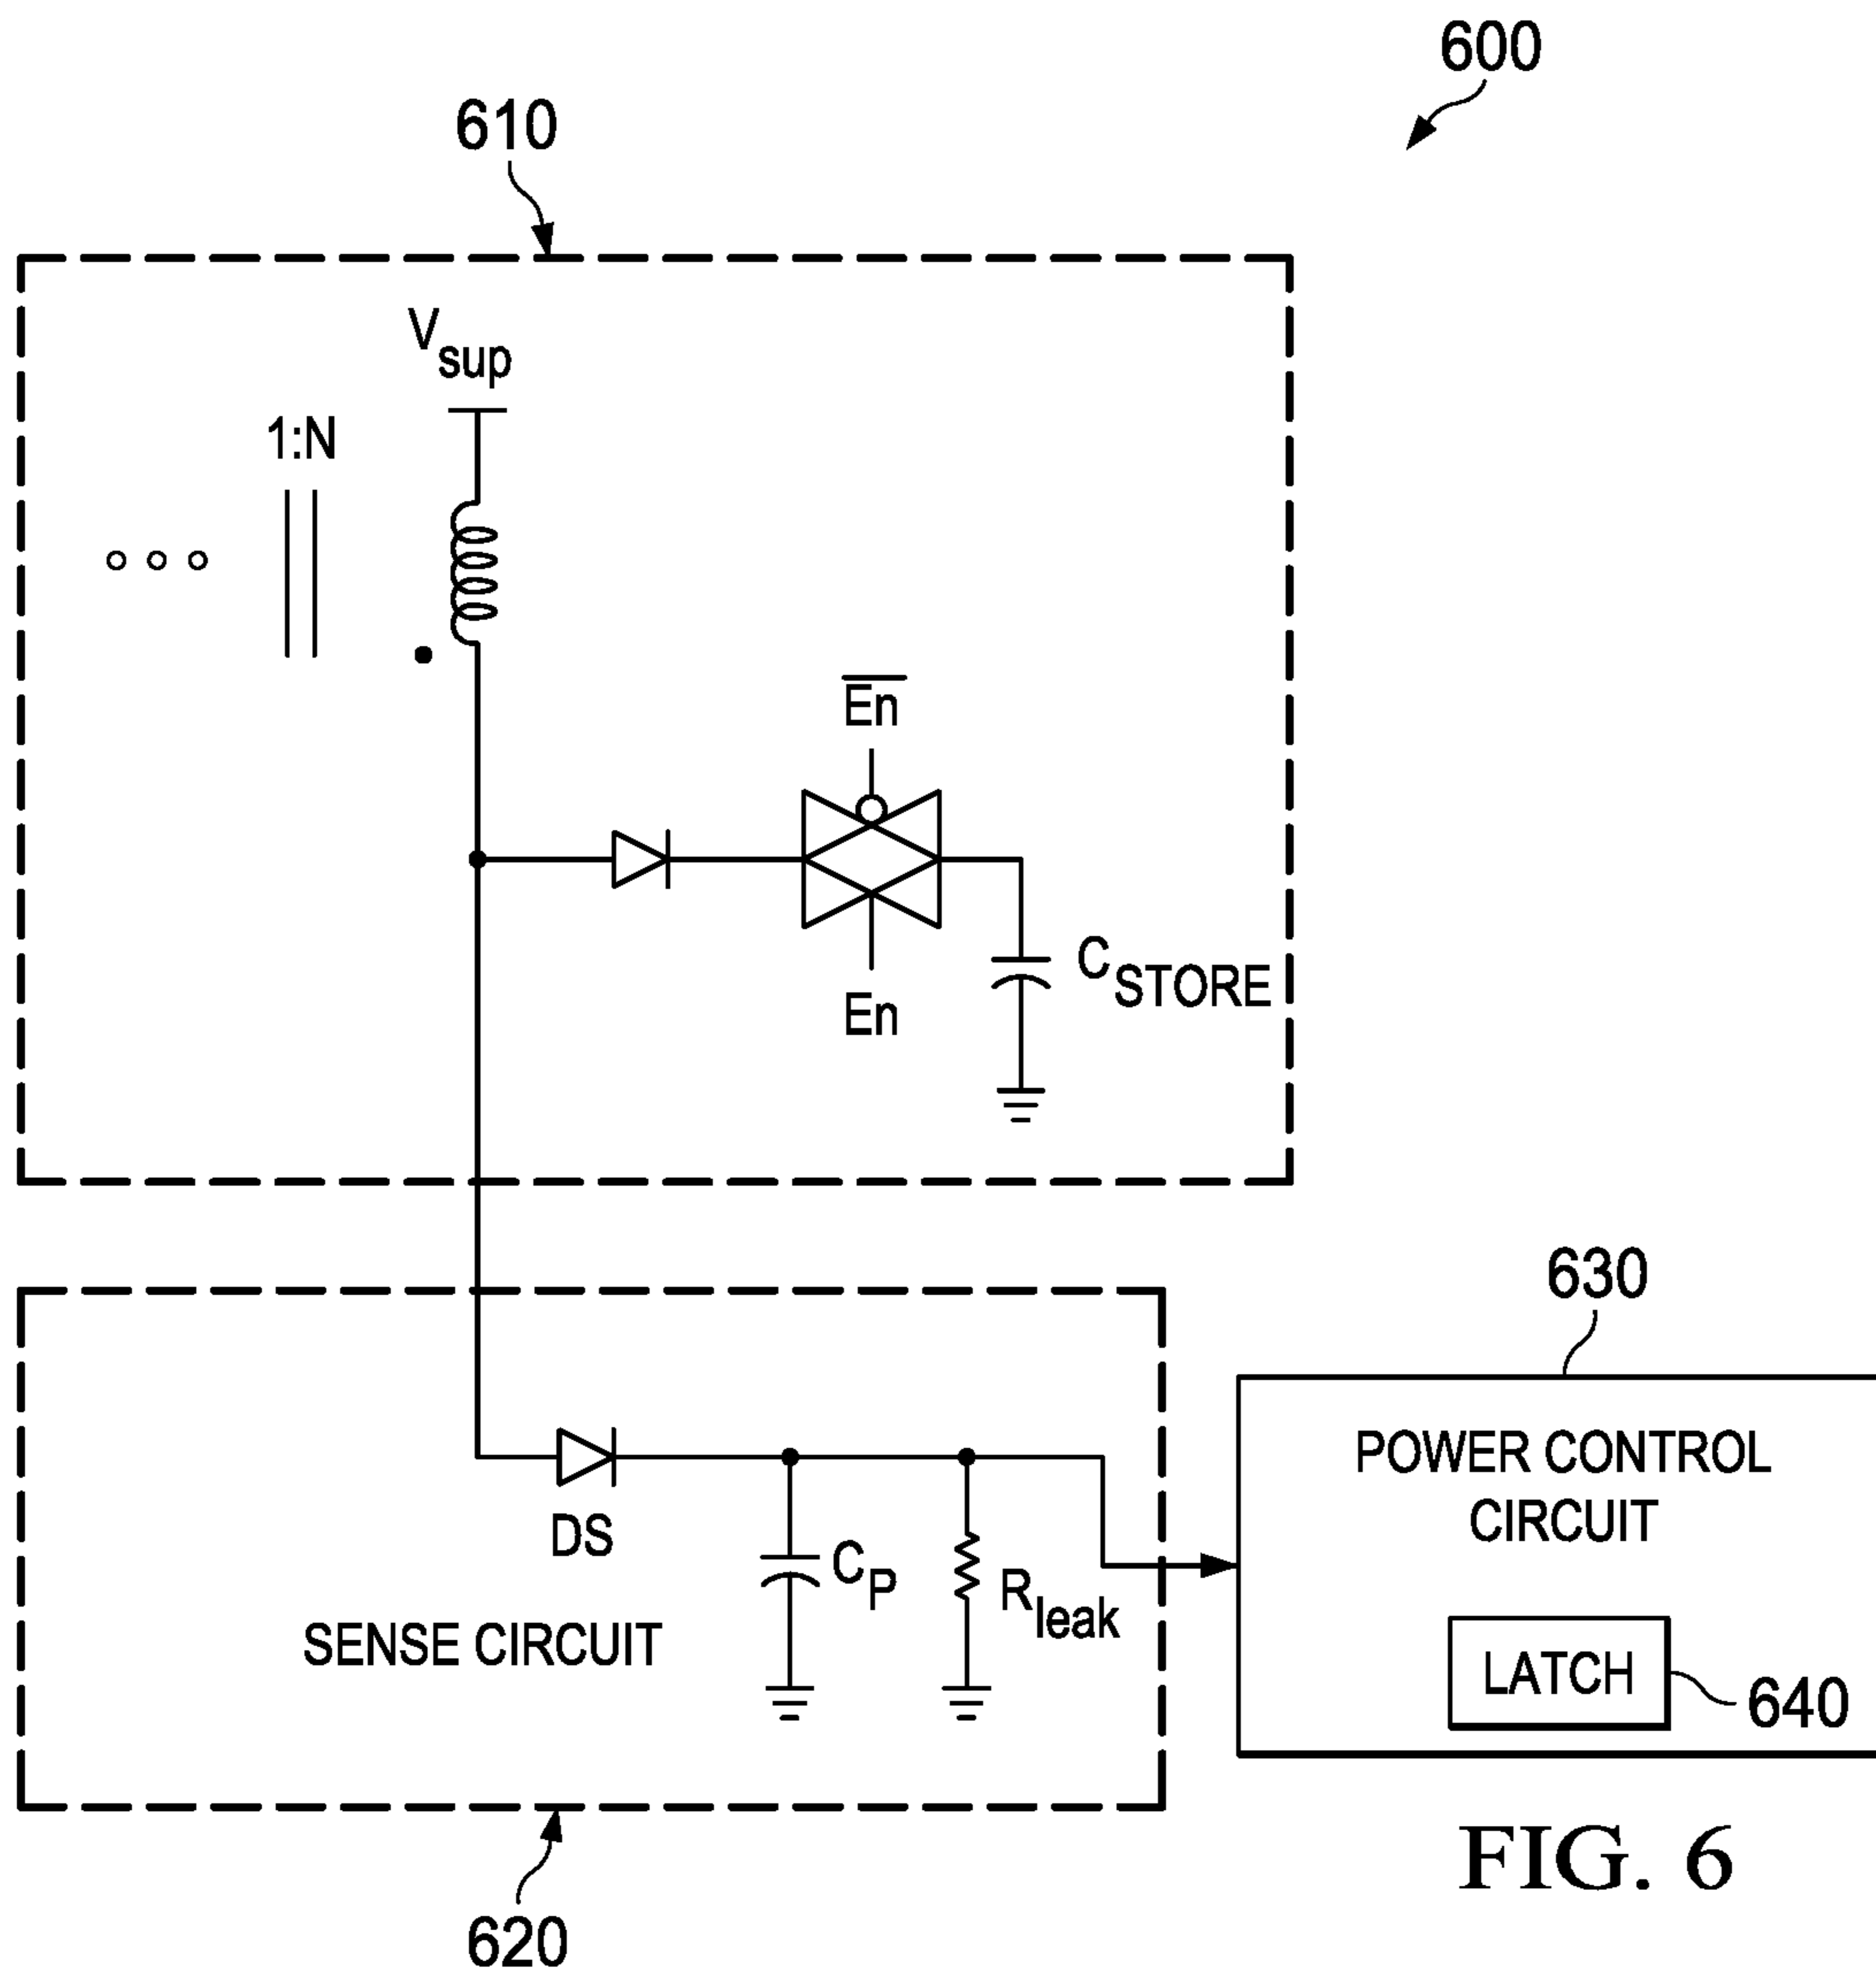 600
610
V_sup
1:N
E̅n̅
En
C_STORE
630
POWER CONTROL
CIRCUIT
DS
C_P
R_leak
SENSE CIRCUIT
LATCH
640
FIG. 6
620